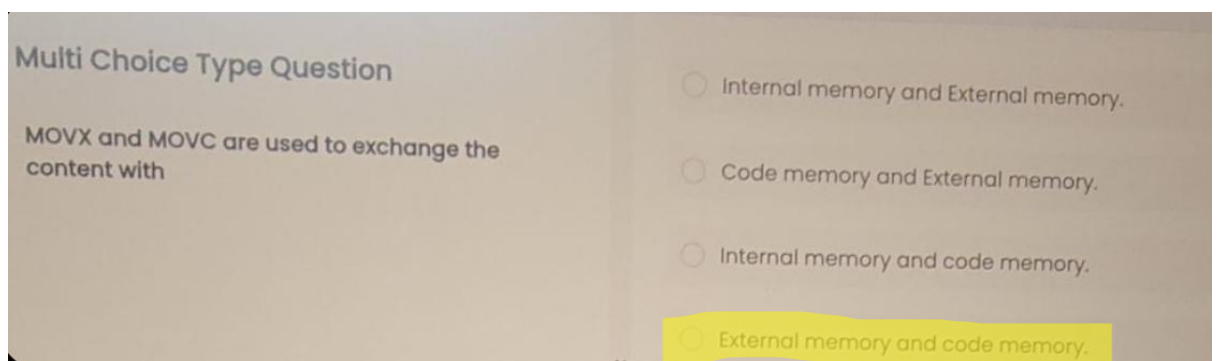 Multi Choice Type Question
MOVX and MOVC are used to exchange the
content with
Internal memory and External memory.
Code memory and External memory.
Internal memory and code memory.
External memory and code memory.